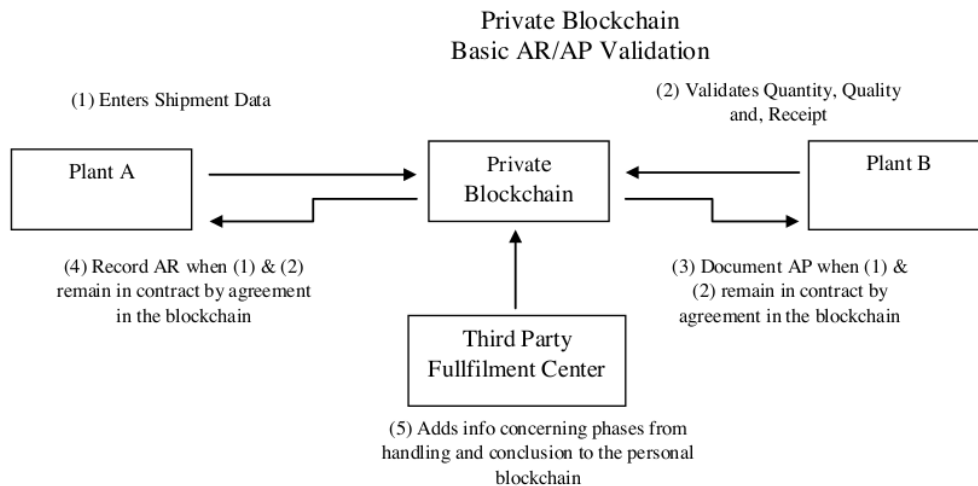 Private Blockchain
Basic AR/AP Validation
(1) Enters Shipment Data
(2) Validates Quantity, Quality
and, Receipt
Plant A
Private
Blockchain
Plant B
(4) Record AR when (1) & (2)
remain in contract by agreement
in the blockchain
(3) Document AP when (1) &
(2) remain in contract by
agreement in the blockchain
Third Party
Fullfilment Center
(5) Adds info concerning phases from
handling and conclusion to the personal
blockchain